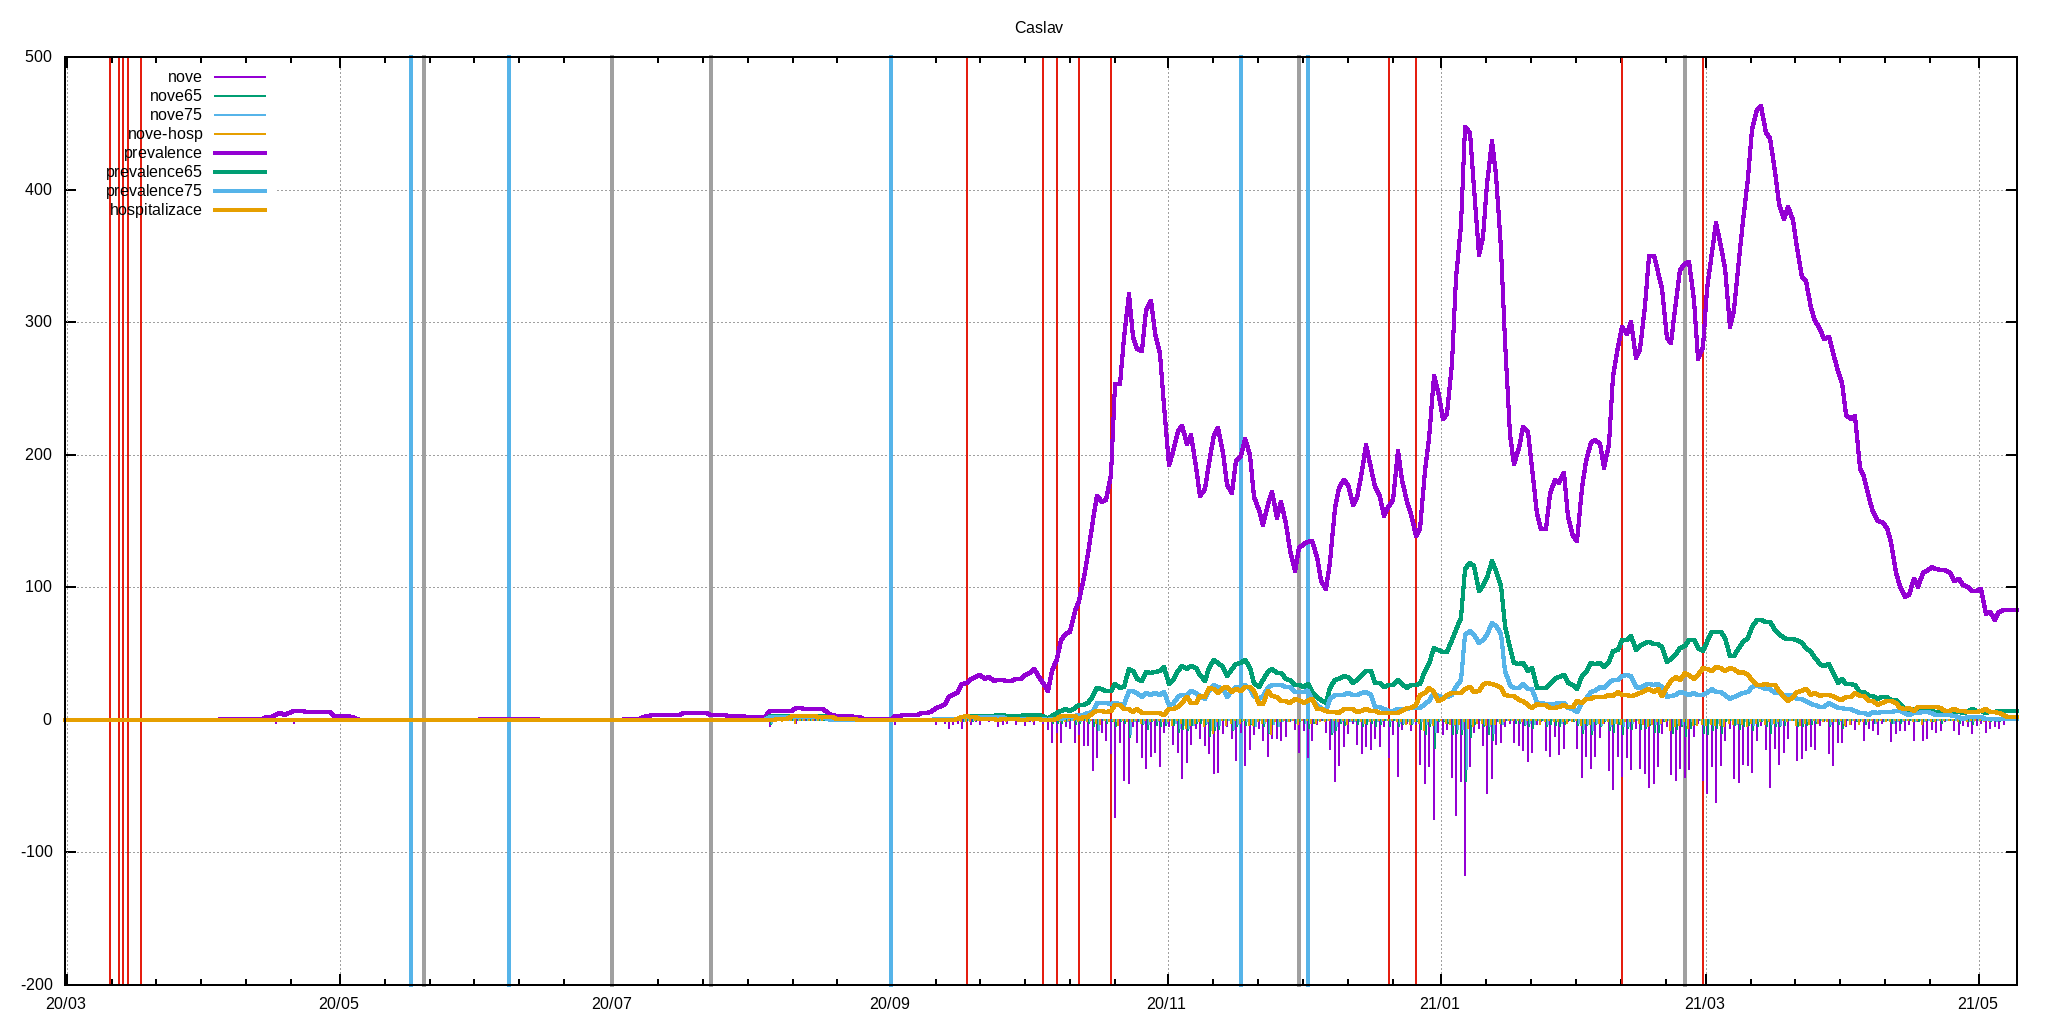 Caslav
500
400
300
200
100
0
-100
-200
nove
nove65
nove75
nove-hosp
prevalence
prevalence65
prevalence75
hospitalizace
20/03 20/05 20/07 20/09 20/11 21/01 21/03 21/05